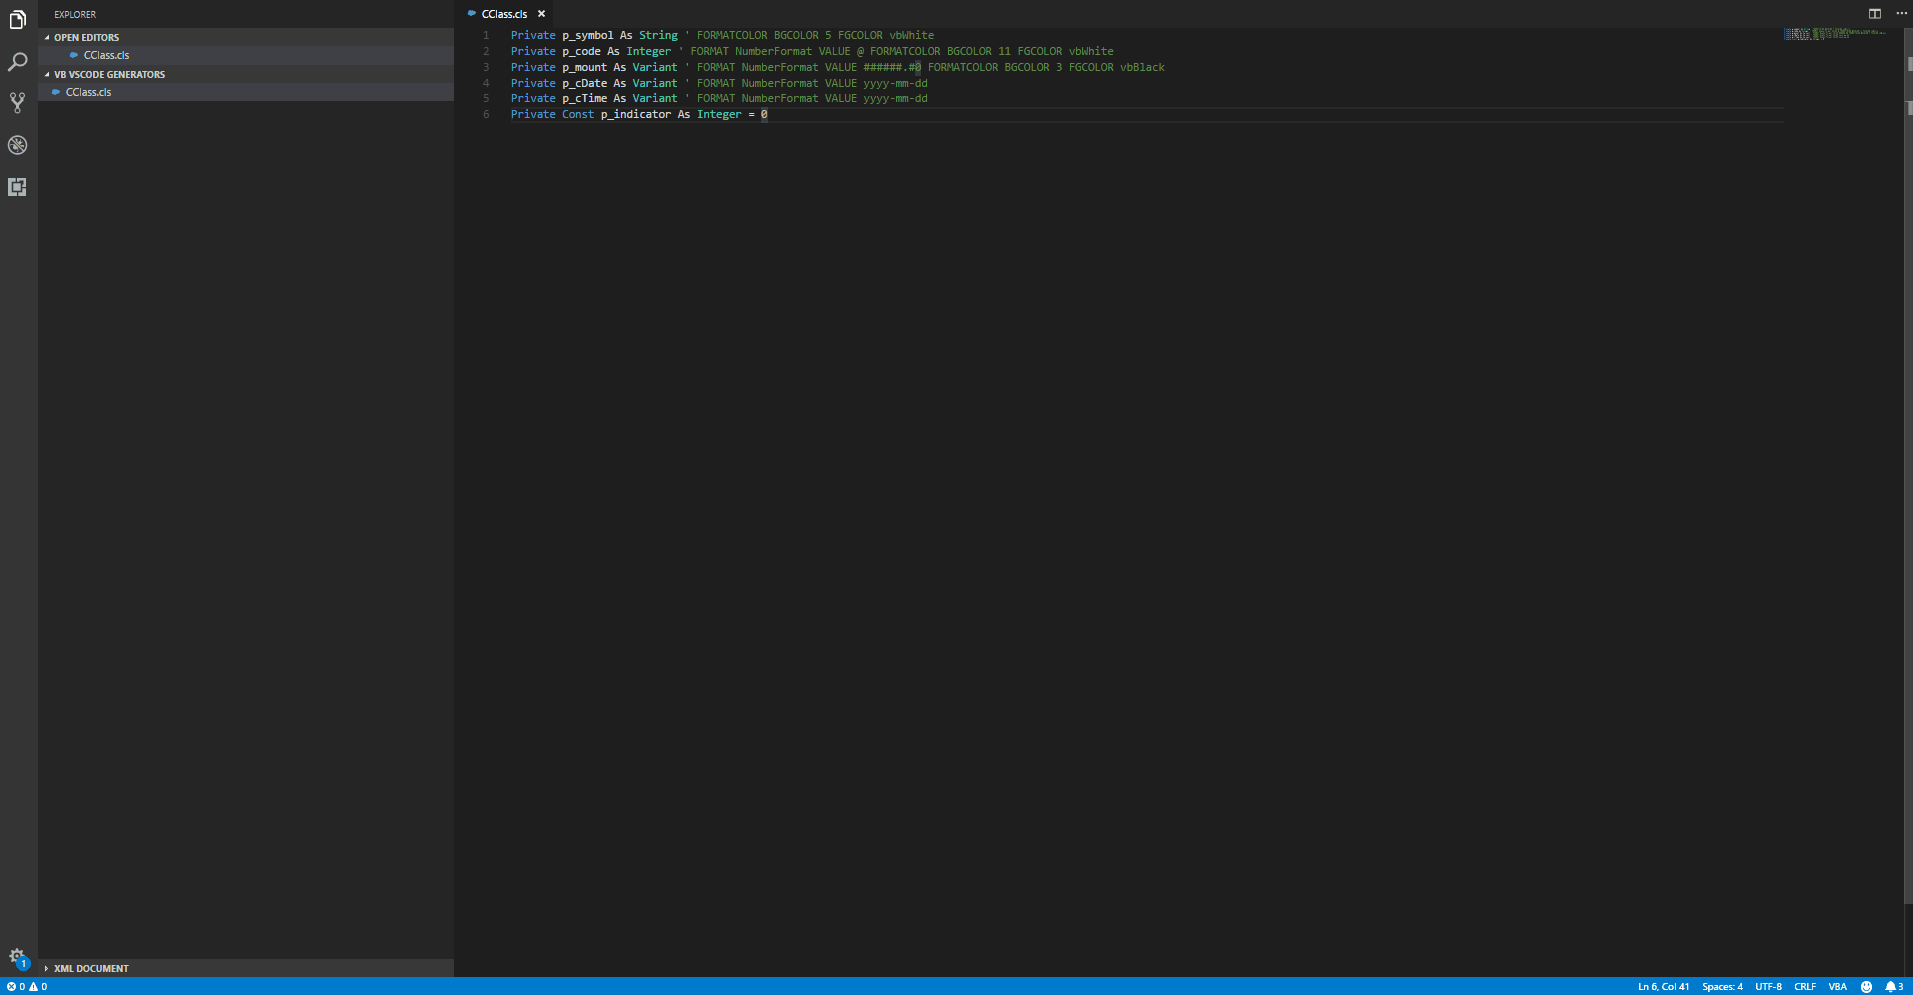 EXPLORER
OPEN EDITORS
CClass.cls
VB VSCODE GENERATORS
CClass.cls
XML DOCUMENT
CClass.cls
1 Private p_symbol As String ' FORMATCOLOR BGCOLOR 5 FGCOLOR vbWhite
2 Private p_code As Integer ' FORMAT NumberFormat VALUE @ FORMATCOLOR BGCOLOR 11 FGCOLOR vbWhite
3 Private p_mount As Variant ' FORMAT NumberFormat VALUE ######.#0 FORMATCOLOR BGCOLOR 3 FGCOLOR vbBlack
4 Private p_cDate As Variant ' FORMAT NumberFormat VALUE yyyy-mm-dd
5 Private p_cTime As Variant ' FORMAT NumberFormat VALUE yyyy-mm-dd
6 Private Const p_indicator As Integer = 0
1
0 0 Ln 6, Col 41 Spaces: 4 UTF-8 CRLF VBA 3